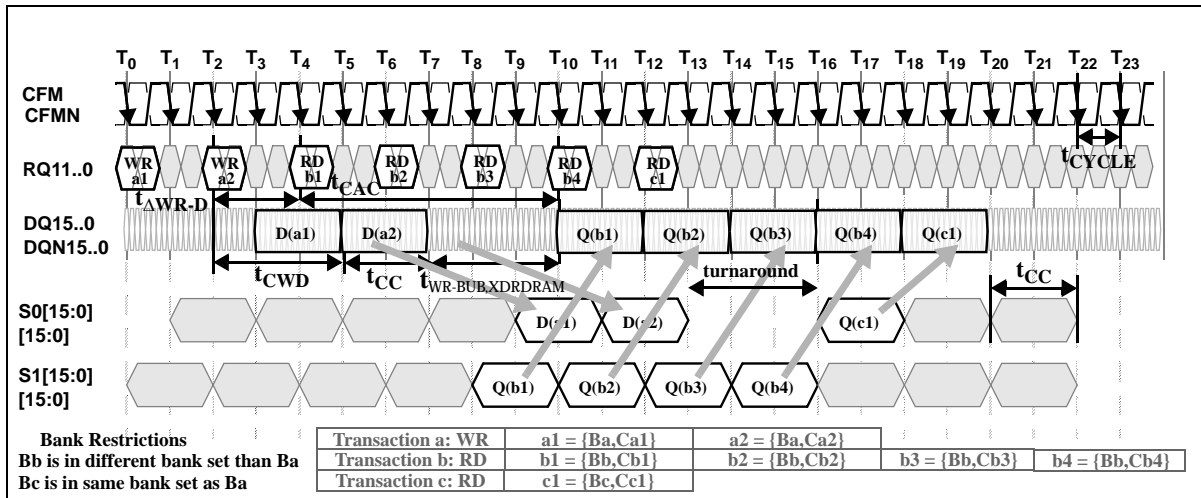 T0 T1 T2 T3 T4 T5 T6 T7 T8 T9 T10 T11 T12 T13 T14 T15 T16 T17 T18 T19 T20 T21 T22 T23
CFM
CFMN
RQ11..0
WR a1
WR a2
RD b1
RD b2
RD b3
RD b4
RD c1
tCYCLE
tΔWR-D
tCAC
DQ15..0
DQN15..0
D(a1) D(a2) Q(b1) Q(b2) Q(b3) Q(b4) Q(c1)
tCWD tCC tWR-BUB,XDRDRAM turnaround tCC
S0[15:0]
[15:0]
D(a1) D(a2) Q(c1)
S1[15:0]
[15:0]
Q(b1) Q(b2) Q(b3) Q(b4)
Bank Restrictions
Bb is in different bank set than Ba
Bc is in same bank set as Ba
Transaction a: WR a1 = {Ba,Ca1} a2 = {Ba,Ca2}
Transaction b: RD b1 = {Bb,Cb1} b2 = {Bb,Cb2} b3 = {Bb,Cb3} b4 = {Bb,Cb4}
Transaction c: RD c1 = {Bc,Cc1}